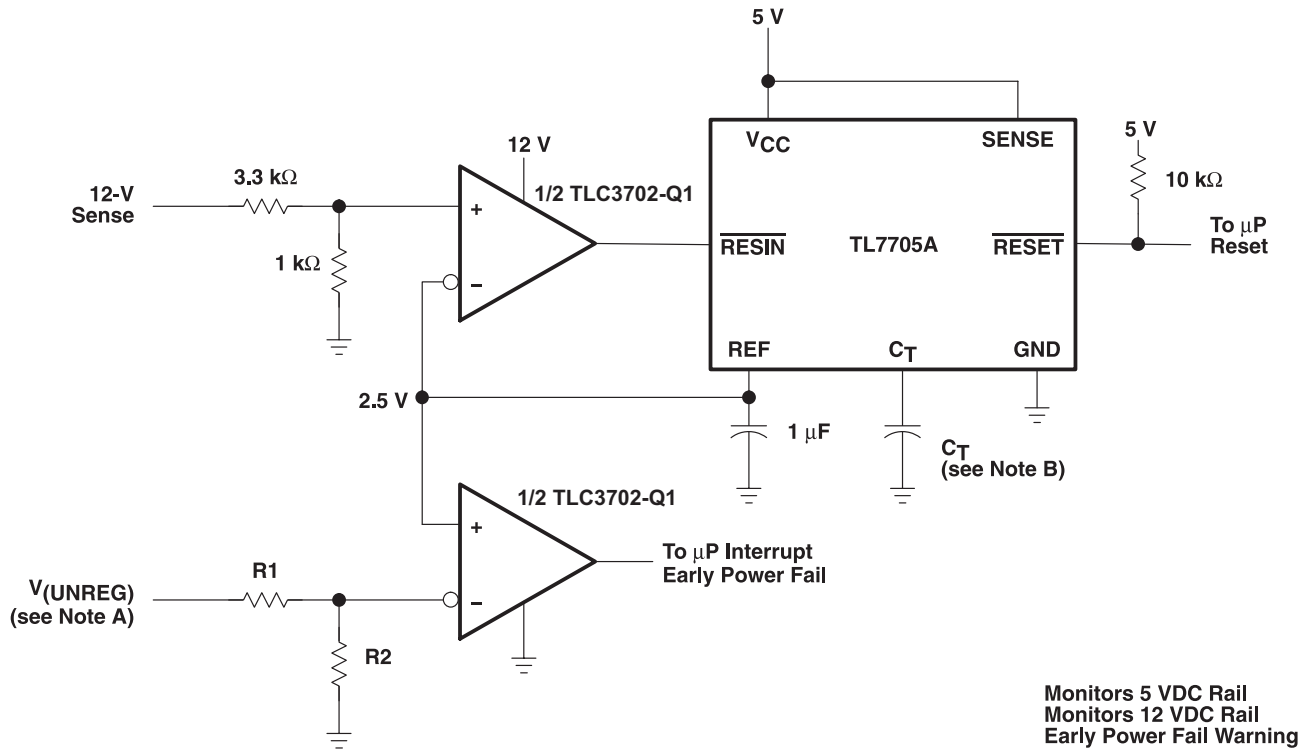 5 V
VCC
SENSE
5 V
10 kΩ
12 V
1/2 TLC3702-Q1
3.3 kΩ
12-V
Sense
+
1 kΩ
−
RESIN
TL7705A
RESET
To μP
Reset
REF
CT
GND
2.5 V
1 μF
CT
(see Note B)
1/2 TLC3702-Q1
+
To μP Interrupt
Early Power Fail
V(UNREG)
(see Note A)
R1
−
R2
Monitors 5 VDC Rail
Monitors 12 VDC Rail
Early Power Fail Warning